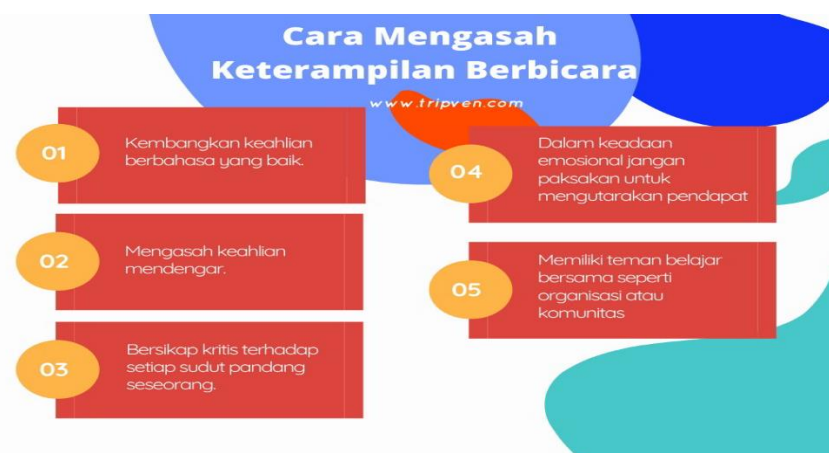 Cara Mengasah
Keterampilan Berbicara
www.tripven.com
01
Kembangkan keahlian
berbahasa yang baik.
02
Mengasah keahlian
mendengar.
03
Bersikap kritis terhadap
setiap sudut pandang
seseorang.
04
Dalam keadaan
emosional jangan
paksakan untuk
mengutarakan pendapat
05
Memiliki teman belajar
bersama seperti
organisasi atau
komunitas